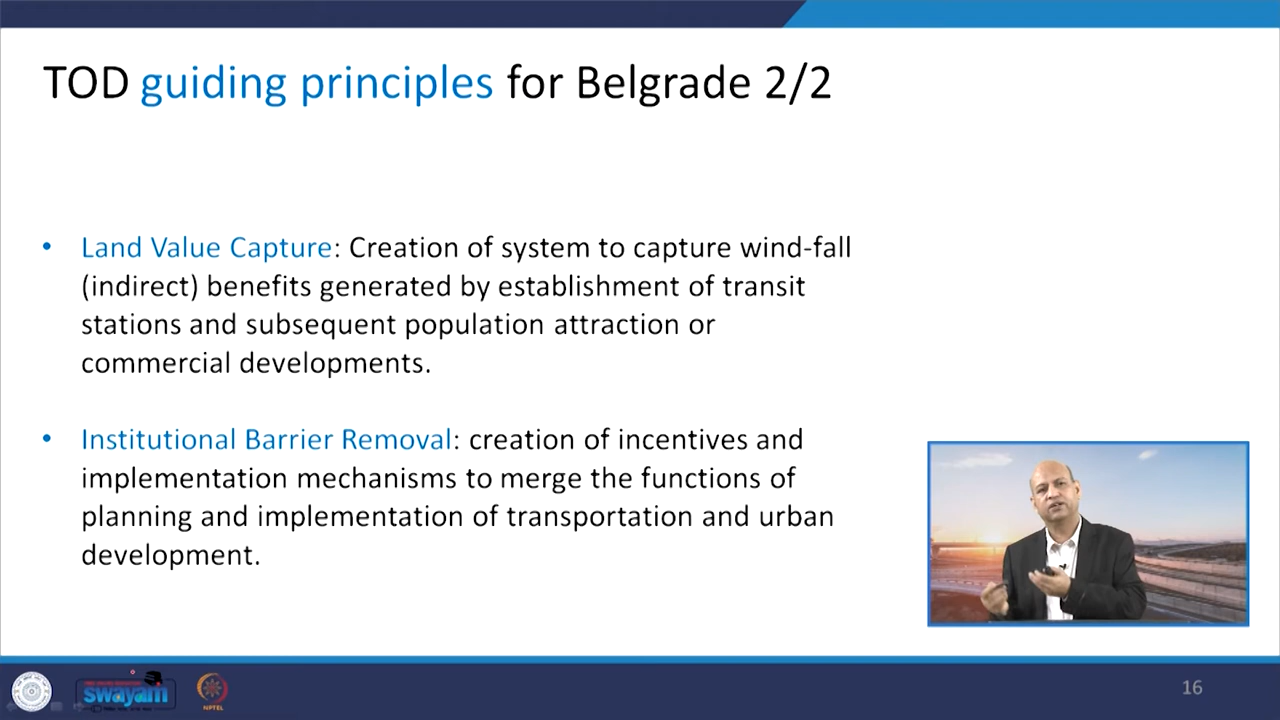 TOD guiding principles for Belgrade 2/2
• Land Value Capture: Creation of system to capture wind-fall
(indirect) benefits generated by establishment of transit
stations and subsequent population attraction or
commercial developments.
• Institutional Barrier Removal: creation of incentives and
implementation mechanisms to merge the functions of
planning and implementation of transportation and urban
development.
swayam
NPTEL
16